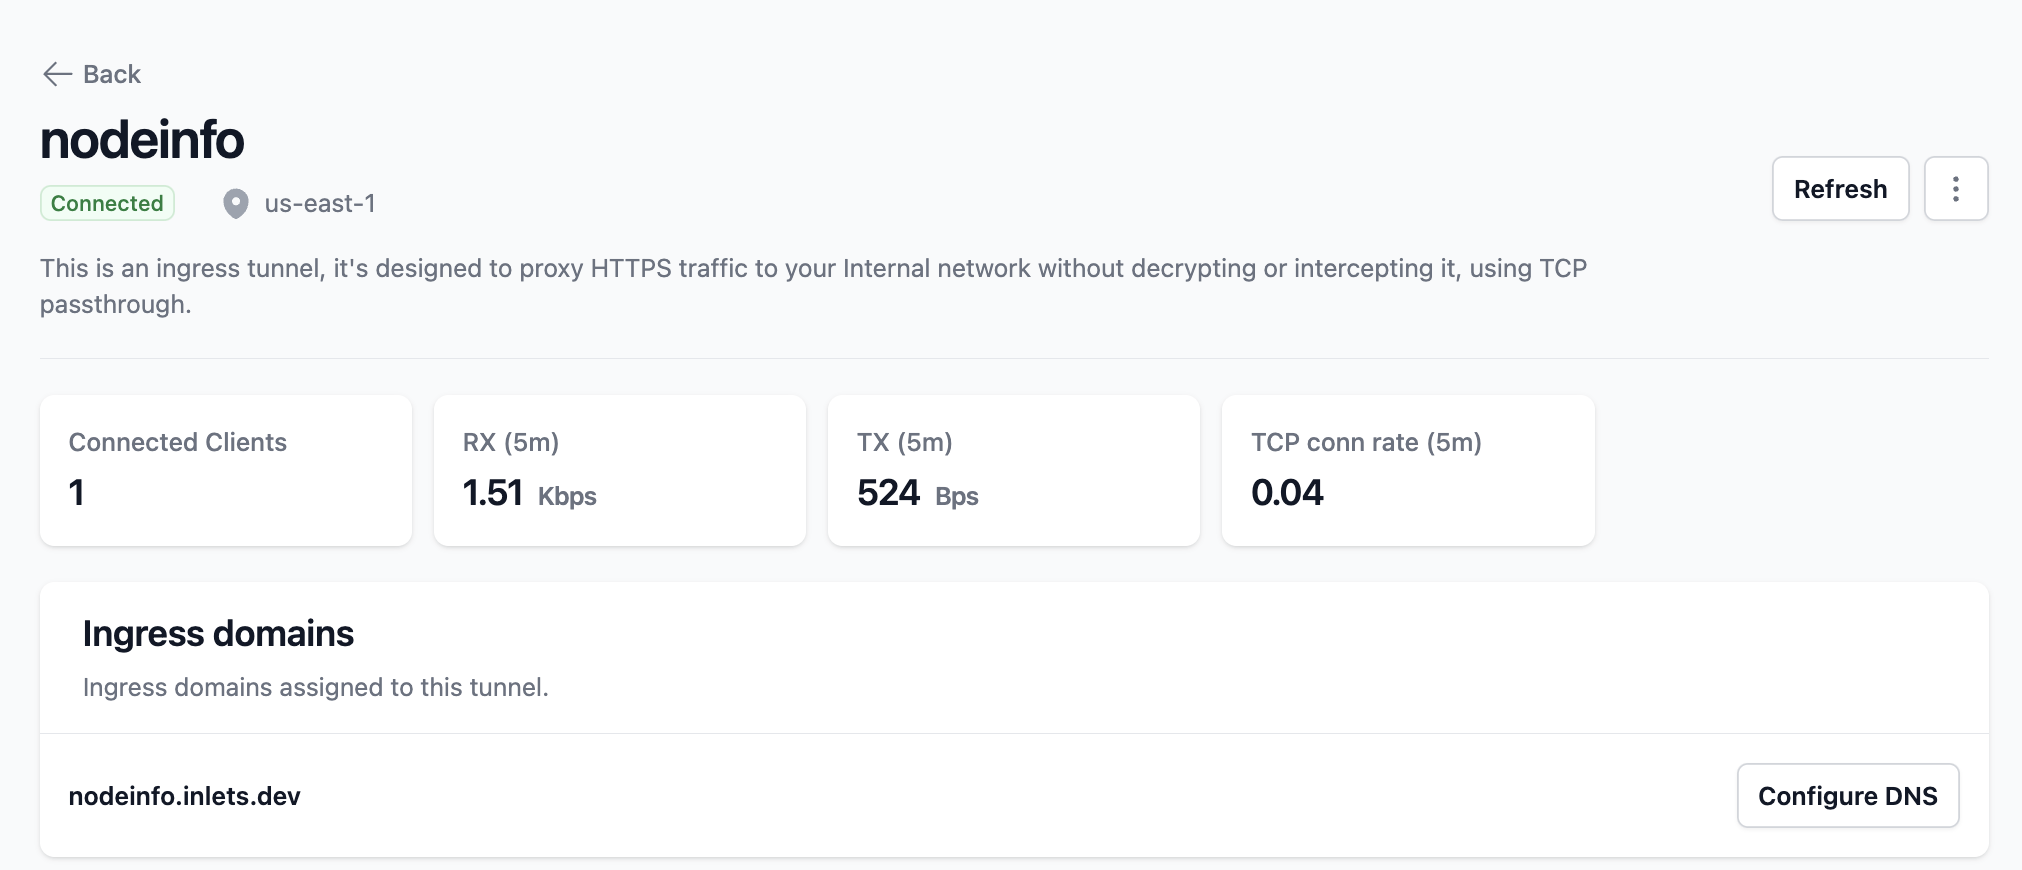 Back
nodeinfo
Connected us-east-1
Refresh
This is an ingress tunnel, it's designed to proxy HTTPS traffic to your Internal network without decrypting or intercepting it, using TCP
passthrough.
Connected Clients
1
RX (5m)
1.51 Kbps
TX (5m)
524 Bps
TCP conn rate (5m)
0.04
Ingress domains
Ingress domains assigned to this tunnel.
nodeinfo.inlets.dev
Configure DNS